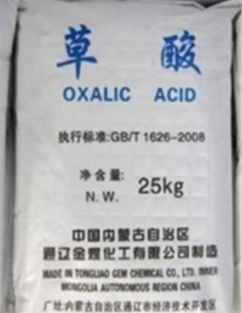 草酸
OXALIC ACID
执行标准:GB/T 1626-2008
净含量:
N.W. 25kg
中国内蒙古自治区
通辽金煤化工有限公司制造
MADE IN TONGLIAO GEM CHEMICAL CO., LTD. INNER
MONGOLIA AUTONOMOUS REGION CHINA
厂址:内蒙古自治区通辽市经济技术开发区